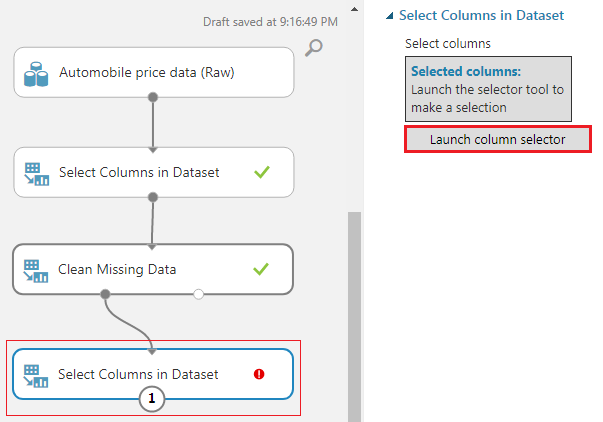 Draft saved at 9:16:49 PM
Automobile price data (Raw)
Select Columns in Dataset
Clean Missing Data
Select Columns in Dataset
1
Select Columns in Dataset
Select columns
Selected columns:
Launch the selector tool to
make a selection
Launch column selector